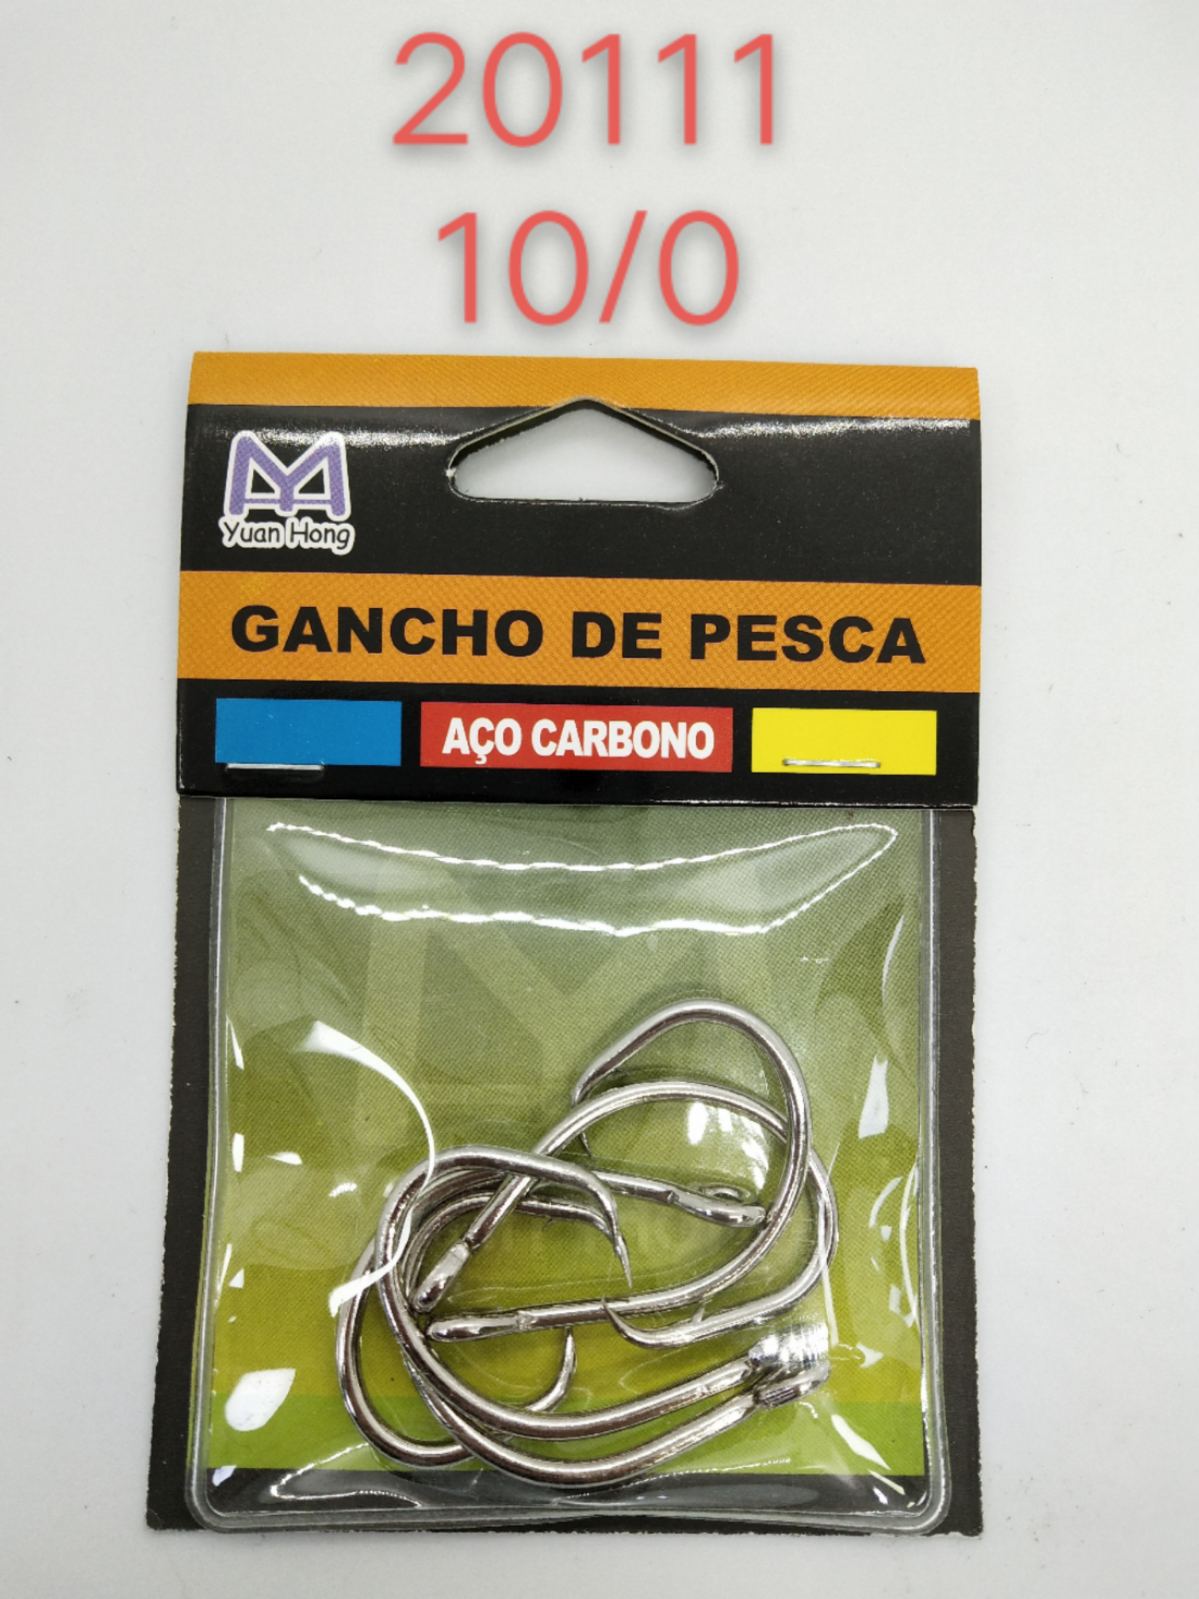 20111
10/0
Yuan Hong
GANCHO DE PESCA
AÇO CARBONO